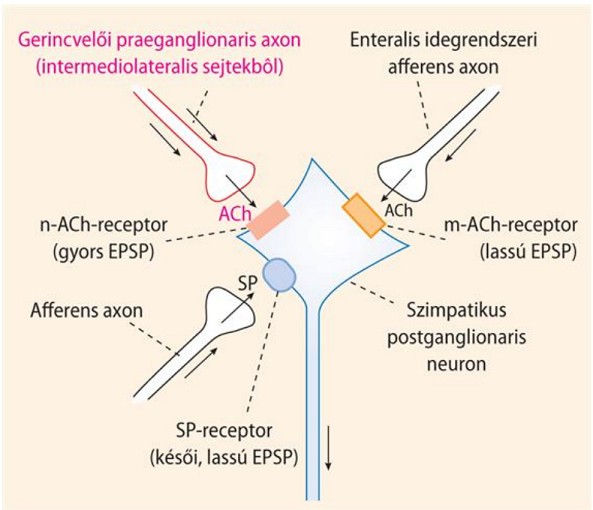 Gerincvelői praeganglionaris axon
(intermediolateralis sejtekbôl)
Enteralis idegrendszeri
afferens axon
ACh
ACh
n-ACh-receptor
(gyors EPSP)
m-ACh-receptor
(lassú EPSP)
SP
Afferens axon
Szimpatikus
postganglionaris
neuron
SP-receptor
(késői, lassú EPSP)